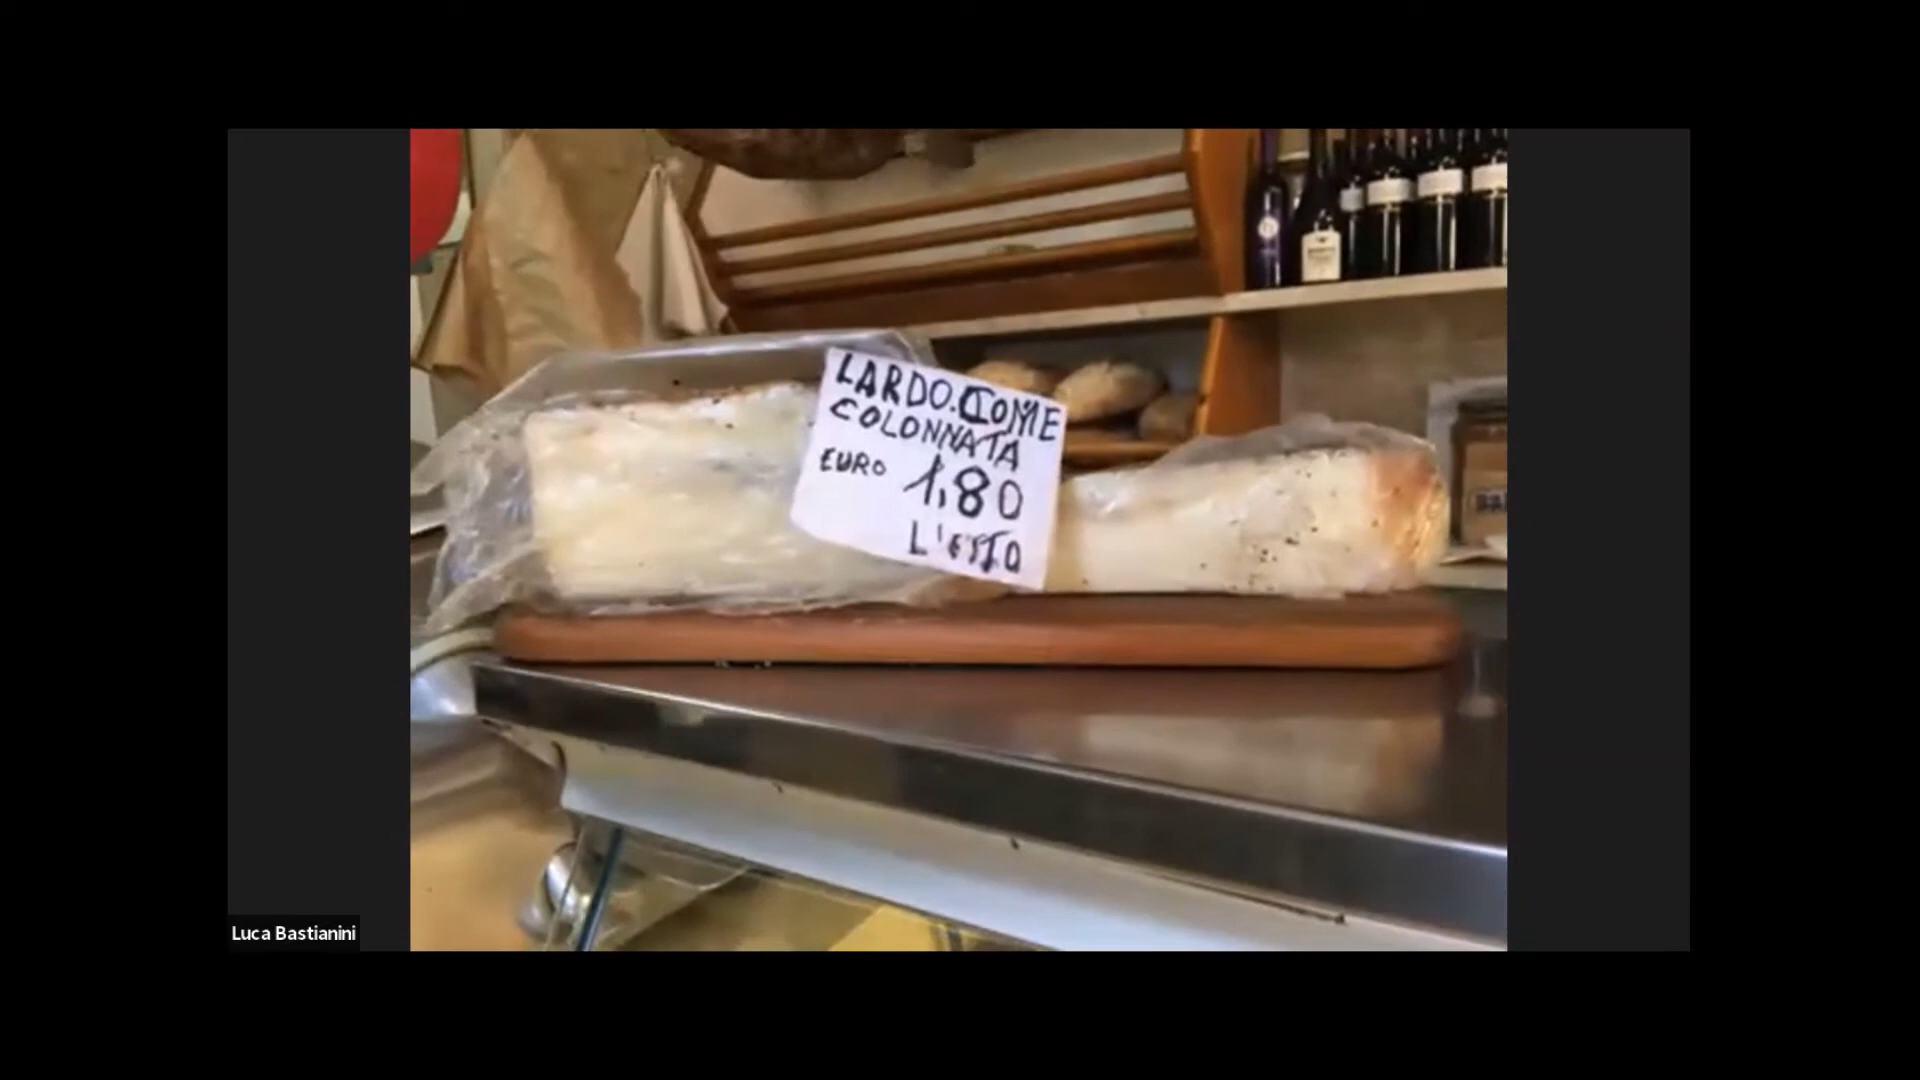 LARDO.COME
COLONNATA
EURO 1,80
L'ETTO
Luca Bastianini